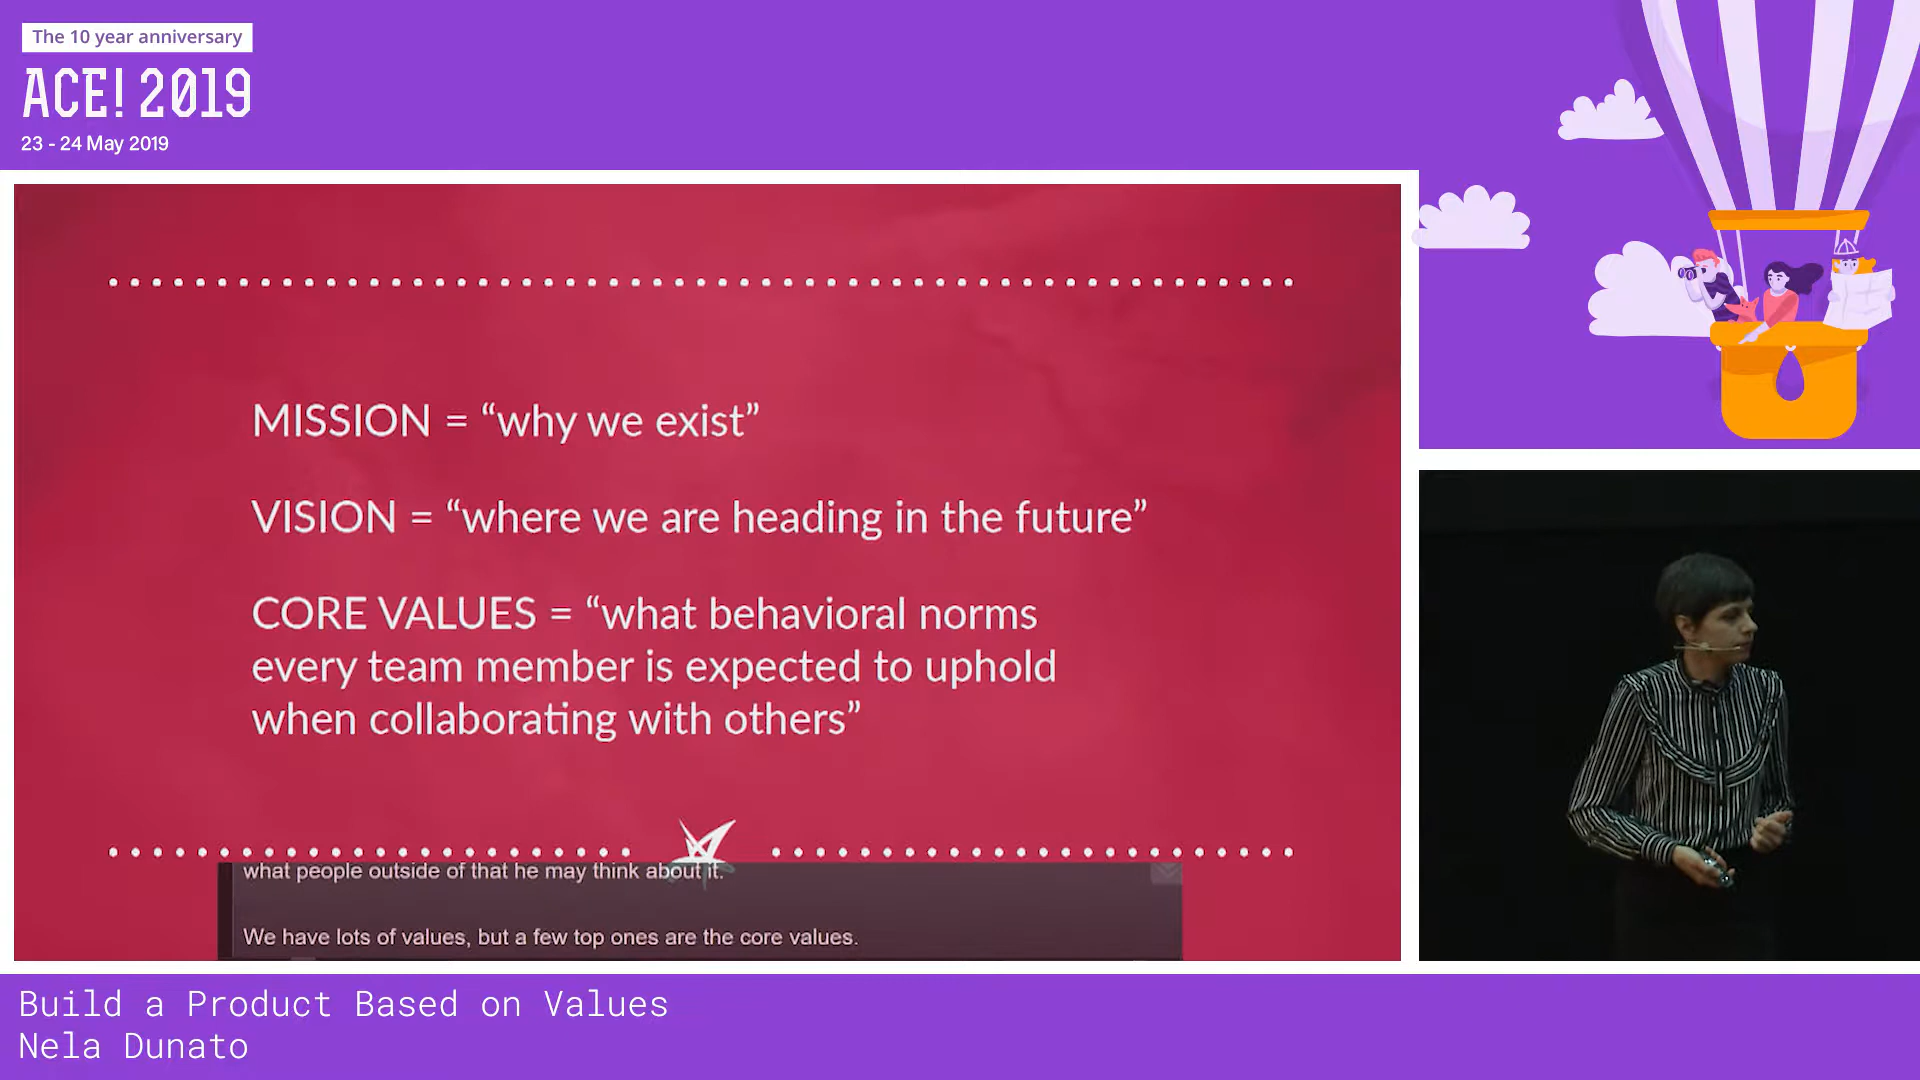 The 10 year anniversary
ACE! 2019
23 - 24 May 2019
MISSION = “why we exist”
VISION = “where we are heading in the future”
CORE VALUES = “what behavioral norms
every team member is expected to uphold
when collaborating with others”
what people outside of that he may think about it.
We have lots of values, but a few top ones are the core values.
Build a Product Based on Values
Nela Dunato